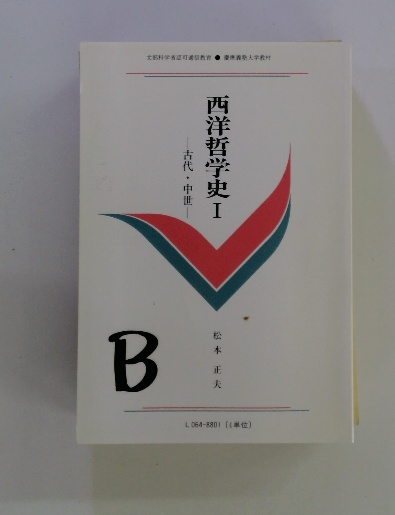 文部科学省認可通信教育 ● 慶應義塾大学教材
西洋哲学史Ⅰ
―古代・中世―
松本正夫
B
L.064-8801 〔4単位〕